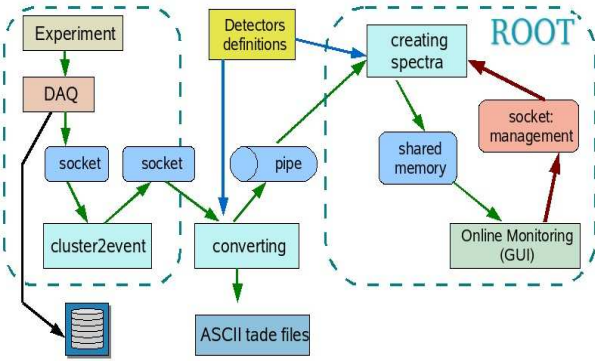 Experiment
DAQ
socket
socket
cluster2event
Detectors
definitions
converting
pipe
ASCII tade files
ROOT
creating
spectra
shared
memory
socket:
management
Online Monitoring
(GUI)